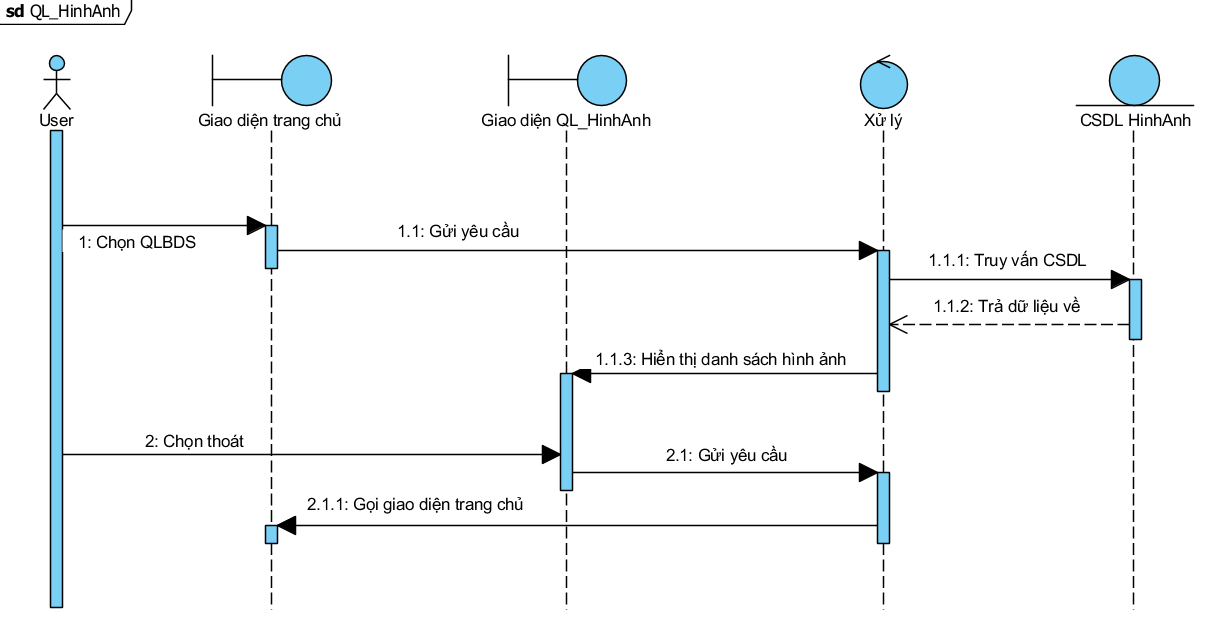 sd QL_HinhAnh
User
Giao diện trang chủ
Giao diện QL_HinhAnh
Xử lý
CSDL HinhAnh
1: Chọn QLBDS
1.1: Gửi yêu cầu
1.1.1: Truy vấn CSDL
1.1.2: Trả dữ liệu về
1.1.3: Hiển thị danh sách hình ảnh
2: Chọn thoát
2.1: Gửi yêu cầu
2.1.1: Gọi giao diện trang chủ